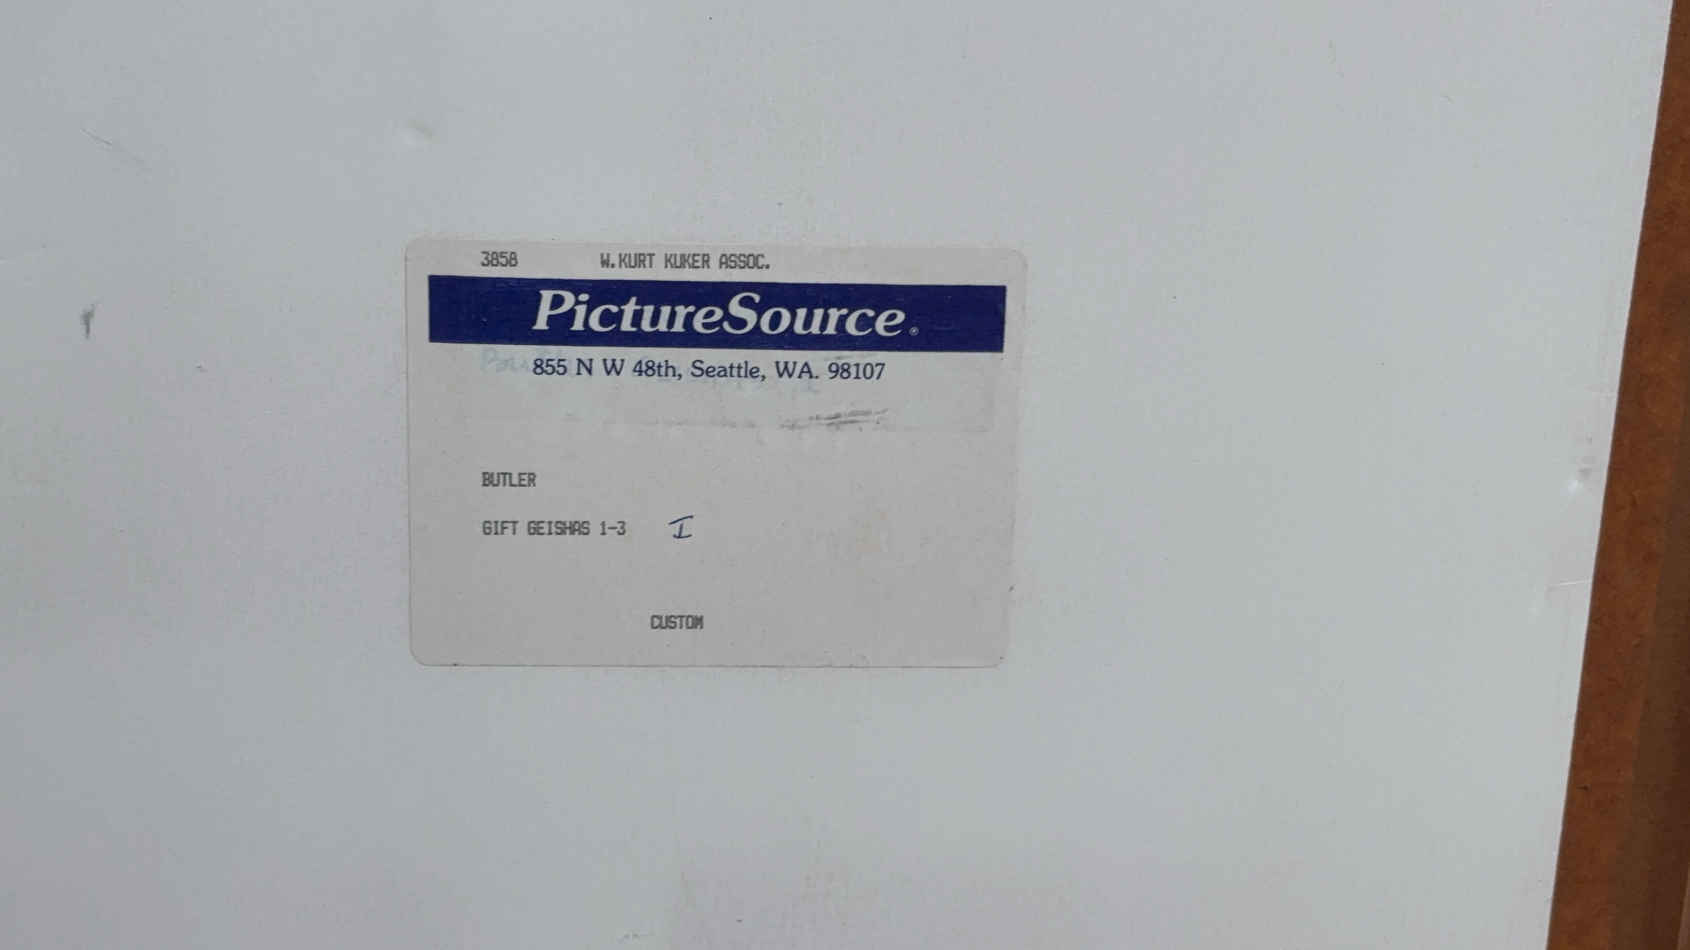 3858 W.KURT KUKER ASSOC.
PictureSource®
855 N W 48th, Seattle, WA. 98107
BUTLER
GIFT GEISHAS 1-3 I
CUSTOM